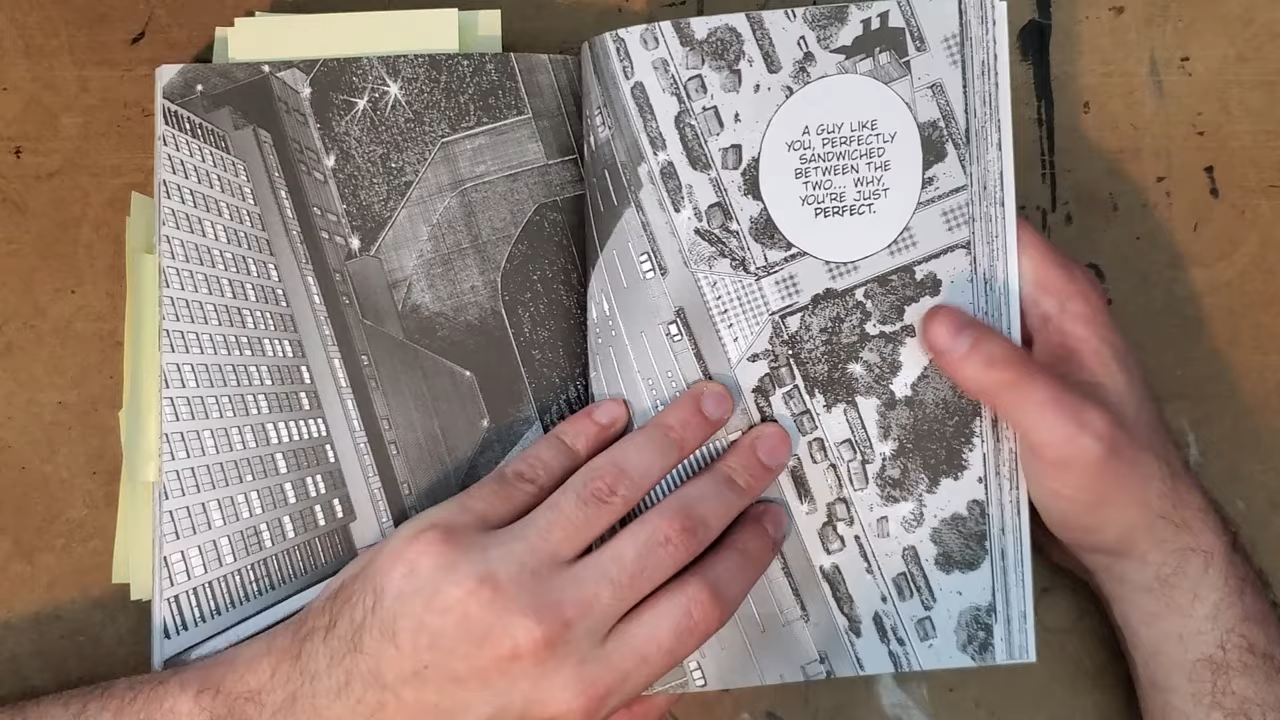 A GUY LIKE
YOU, PERFECTLY
SANDWICHED
BETWEEN THE
TWO... WHY,
YOU'RE JUST
PERFECT.